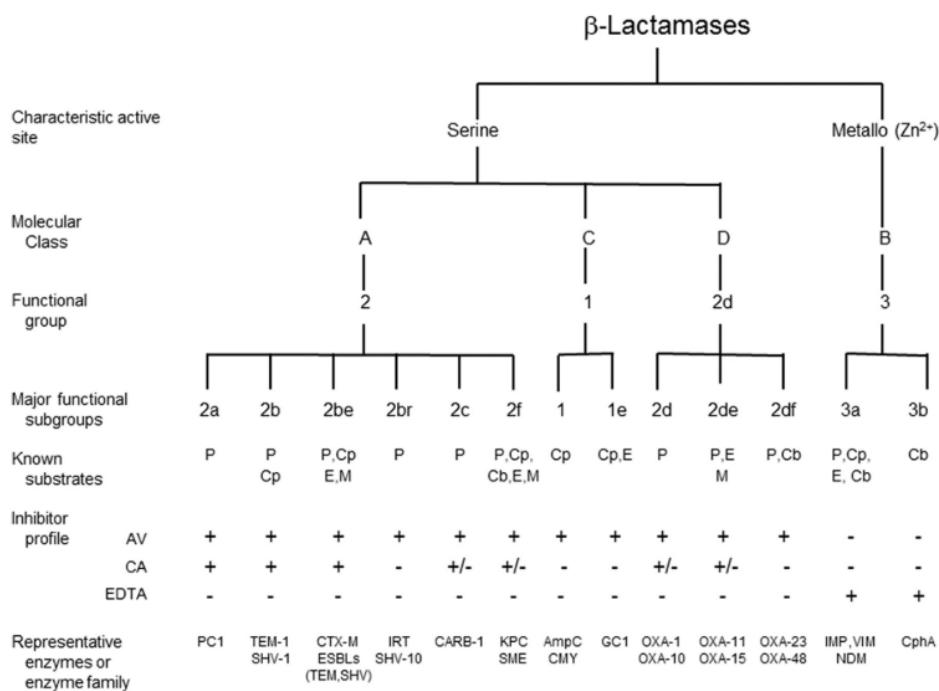 β-Lactamases
Characteristic active
site
Serine
Metallo (Zn²⁺)
Molecular
Class
A
C
D
B
Functional
group
2
1
2d
3
Major functional
subgroups
2a 2b 2be 2br 2c 2f 1 1e 2d 2de 2df 3a 3b
Known
substrates
P P P,Cp P P P,Cp, Cp Cp,E P P,E P,Cb P,Cp, Cb
Cp E,M Cb,E,M M E, Cb
Inhibitor
profile
AV + + + + + + + + + + + - -
CA + + + - +/- +/- - - +/- +/- - - -
EDTA - - - - - - - - - - - + +
Representative
enzymes or
enzyme family
PC1 TEM-1 CTX-M IRT CARB-1 KPC AmpC GC1 OXA-1 OXA-11 OXA-23 IMP,VIM CphA
SHV-1 ESBLs SHV-10 SME CMY OXA-10 OXA-15 OXA-48 NDM
(TEM,SHV)